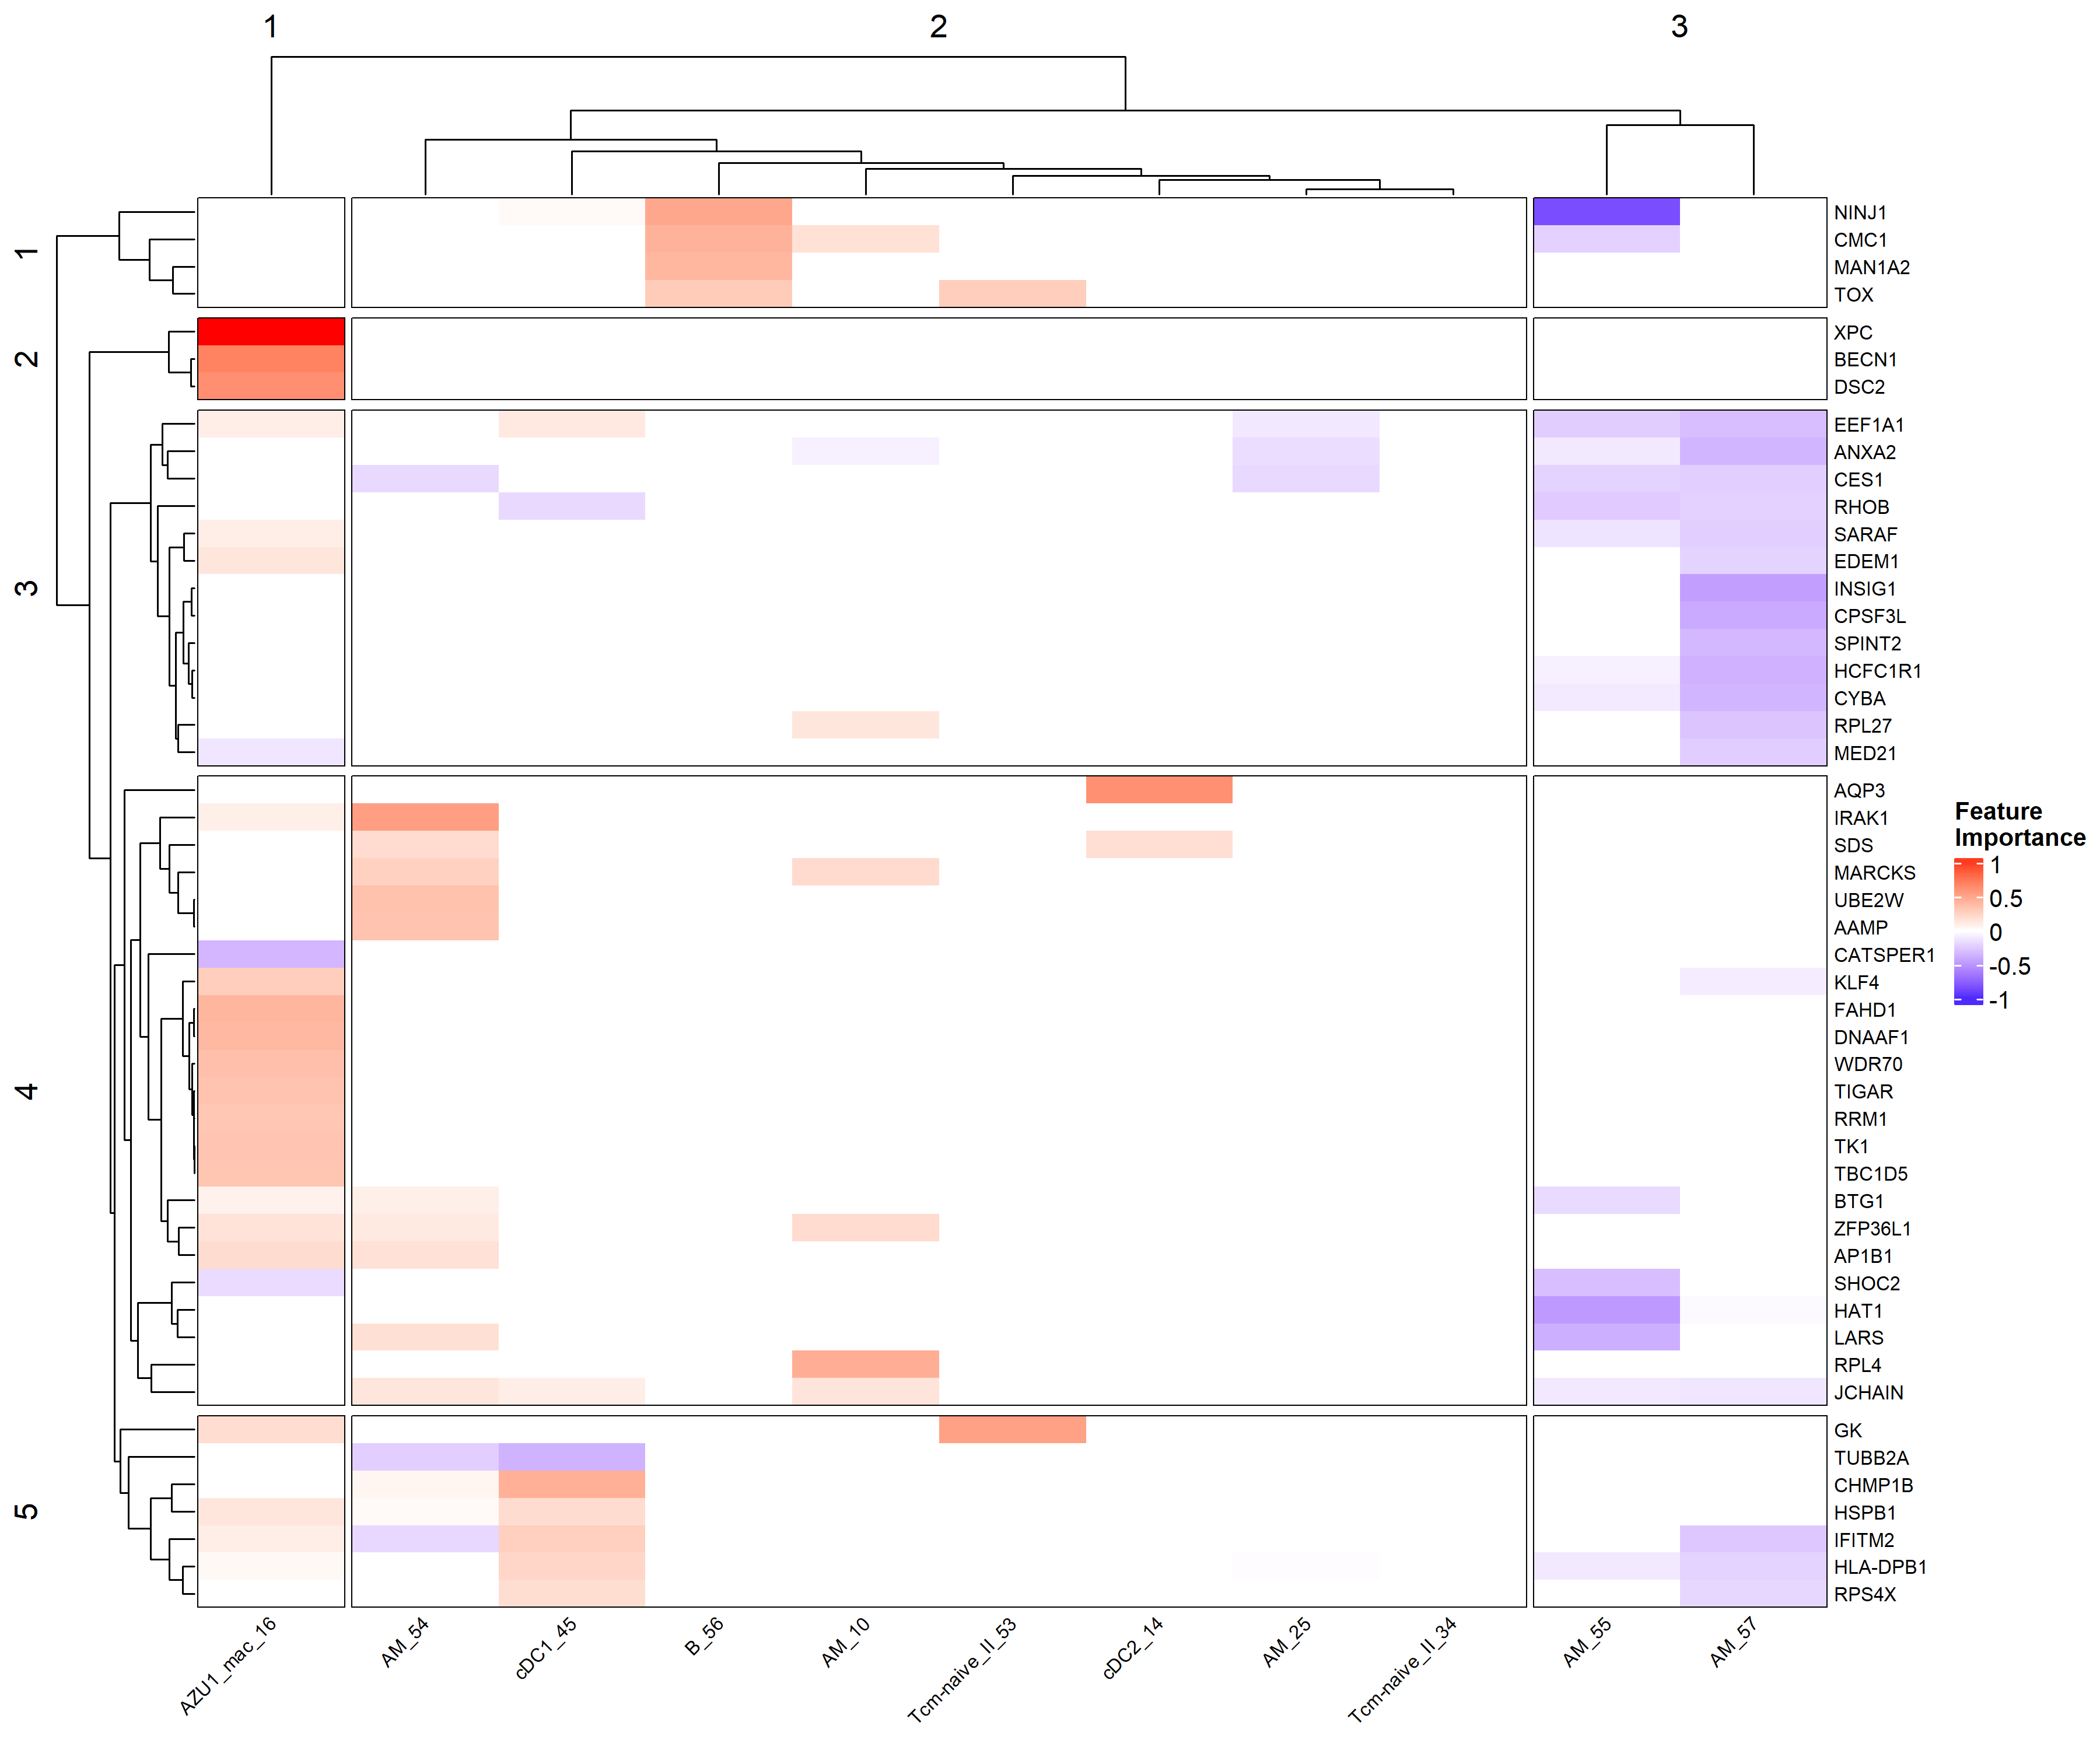 1
2
3
1
2
3
4
5
NINJ1
CMC1
MAN1A2
TOX
XPC
BECN1
DSC2
EEF1A1
ANXA2
CES1
RHOB
SARAF
EDEM1
INSIG1
CPSF3L
SPINT2
HCFC1R1
CYBA
RPL27
MED21
AQP3
IRAK1
SDS
MARCKS
UBE2W
AAMP
CATSPER1
KLF4
FAHD1
DNAAF1
WDR70
TIGAR
RRM1
TK1
TBC1D5
BTG1
ZFP36L1
AP1B1
SHOC2
HAT1
LARS
RPL4
JCHAIN
GK
TUBB2A
CHMP1B
HSPB1
IFITM2
HLA-DPB1
RPS4X
Feature
Importance
1
0.5
0
-0.5
-1
AZU1_mac_16
AM_54
cDC1_45
B_56
AM_10
Tcm-naive_II_53
cDC2_14
AM_25
Tcm-naive_II_34
AM_55
AM_57